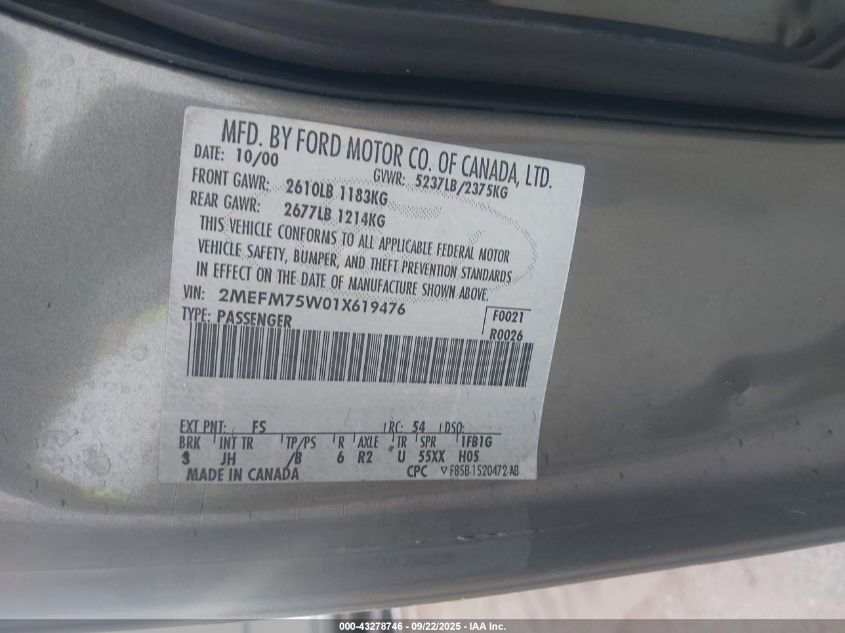 MFD. BY FORD MOTOR CO. OF CANADA, LTD.
DATE: 10/00 GVWR: 5237LB/2375KG
FRONT GAWR: 2610LB 1183KG
REAR GAWR: 2677LB 1214KG
THIS VEHICLE CONFORMS TO ALL APPLICABLE FEDERAL MOTOR
VEHICLE SAFETY, BUMPER, AND THEFT PREVENTION STANDARDS
IN EFFECT ON THE DATE OF MANUFACTURE SHOWN ABOVE.
VIN: 2MEFM75W01X619476 F0021
TYPE: PASSENGER R0026
EXT PNT: FS RC: 54 DSO:
BRK INT TR TP/PS R AXLE TR SPR 1FB1G
3 JH /B 6 R2 U 55XX H05
MADE IN CANADA CPC ▽ F85B-1520472-AB
000-43278746 - 09/22/2025 - IAA Inc.